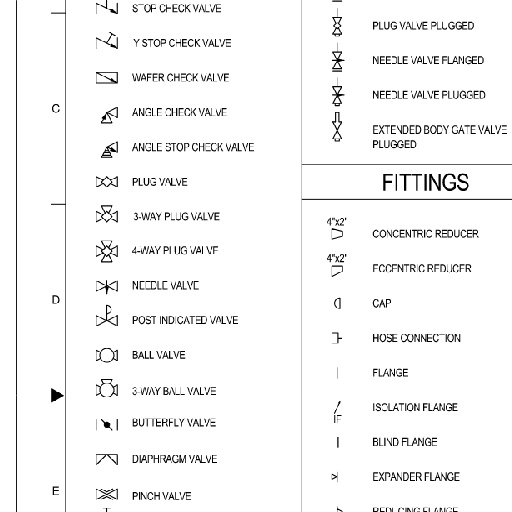 STOP CHECK VALVE
Y STOP CHECK VALVE
WAFER CHECK VALVE
C
ANGLE CHECK VALVE
ANGLE STOP CHECK VALVE
PLUG VALVE
3-WAY PLUG VALVE
4-WAY PLUG VALVE
NEEDLE VALVE
D
POST INDICATED VALVE
BALL VALVE
3-WAY BALL VALVE
BUTTERFLY VALVE
DIAPHRAGM VALVE
E
PINCH VALVE
PLUG VALVE PLUGGED
NEEDLE VALVE FLANGED
NEEDLE VALVE PLUGGED
EXTENDED BODY GATE VALVE
PLUGGED
FITTINGS
4"x2"
CONCENTRIC REDUCER
4"x2"
ECCENTRIC REDUCER
CAP
HOSE CONNECTION
FLANGE
ISOLATION FLANGE
IF
BLIND FLANGE
EXPANDER FLANGE
REDUCING FLANGE